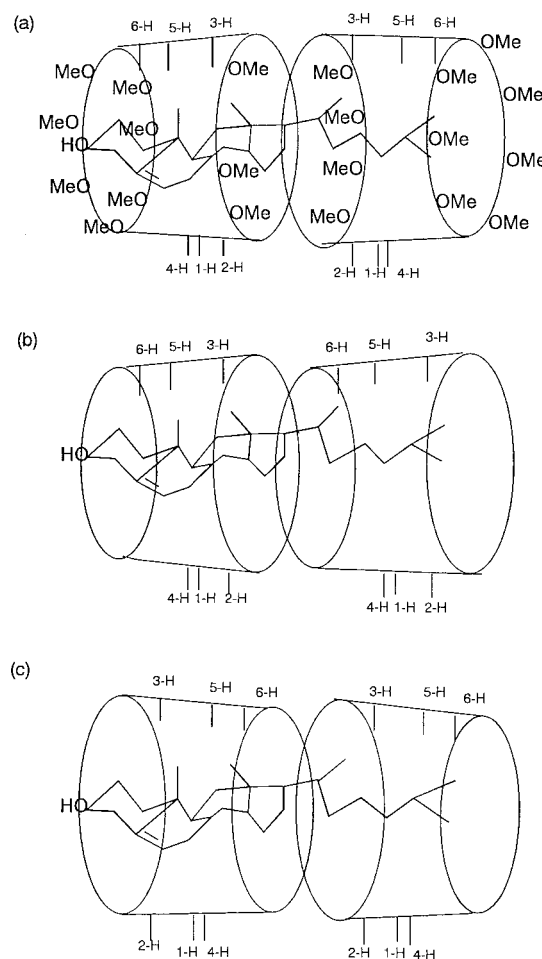 (a)
3-H 3-H 6-H
6-H 5-H 5-H
OMe
MeO OMe MeO
MeO OMe
MeO MeO
MeO
HO OMe
OMe MeO OMe
MeO
MeO OMe
OMe MeO OMe
MeO
4-H 1-H 2-H 2-H 1-H 4-H
(b)
6-H 5-H 3-H 6-H 5-H 3-H
HO
4-H 1-H 2-H 4-H 1-H 2-H
(c)
3-H 5-H 6-H 3-H 5-H 6-H
HO
2-H 1-H 4-H 2-H 1-H 4-H